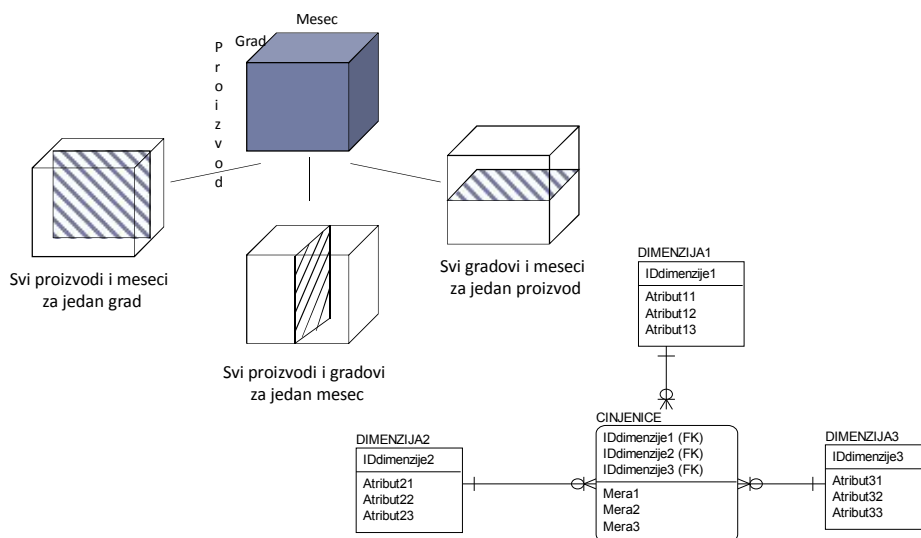 Mesec
Grad
Proizvod
Svi proizvodi i meseci
za jedan grad
Svi proizvodi i gradovi
za jedan mesec
Svi gradovi i meseci
za jedan proizvod
DIMENZIJA1
IDdimenzije1
Atribut11
Atribut12
Atribut13
DIMENZIJA2
IDdimenzije2
Atribut21
Atribut22
Atribut23
CINJENICE
IDdimenzije1 (FK)
IDdimenzije2 (FK)
IDdimenzije3 (FK)
Mera1
Mera2
Mera3
DIMENZIJA3
IDdimenzije3
Atribut31
Atribut32
Atribut33